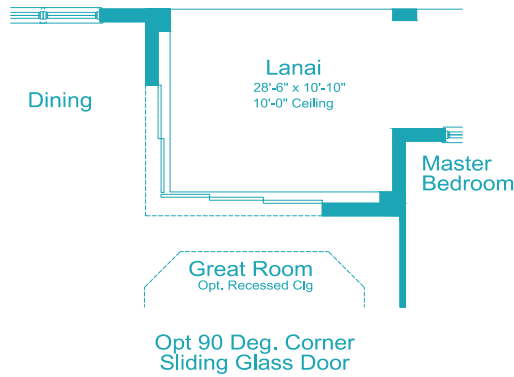 Lanai
28'-6" x 10'-10"
10'-0" Ceiling
Dining
Master
Bedroom
Great Room
Opt. Recessed Clg
Opt 90 Deg. Corner
Sliding Glass Door